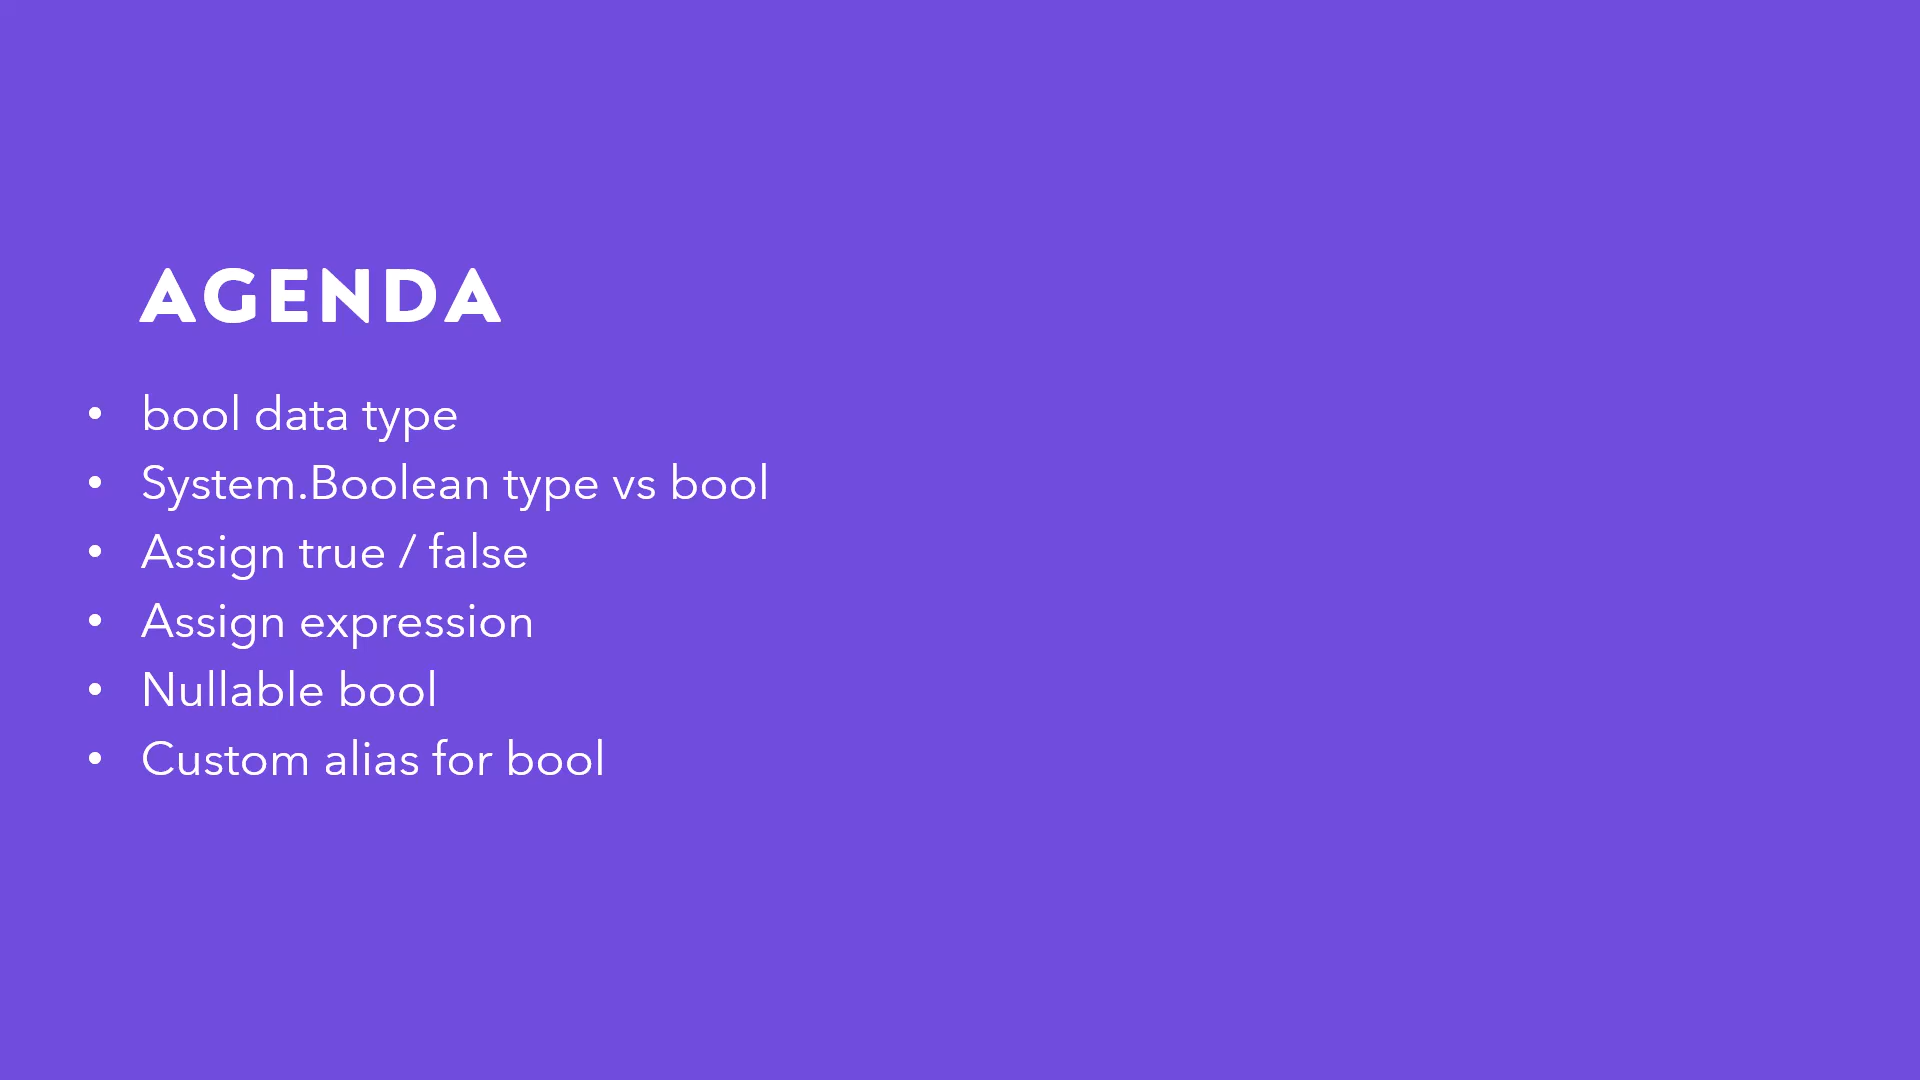 AGENDA
• bool data type
• System.Boolean type vs bool
• Assign true / false
• Assign expression
• Nullable bool
• Custom alias for bool